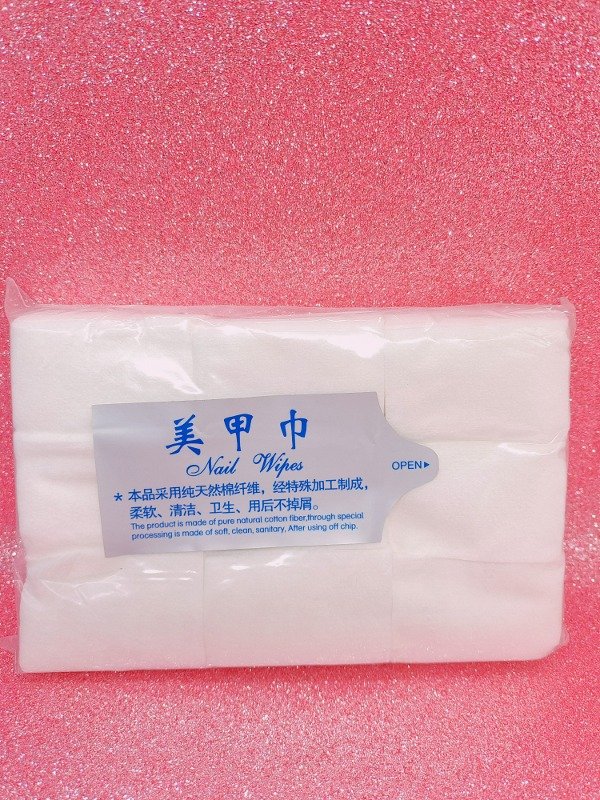 美甲巾
Nail Wipes
OPEN▶
* 本品采用纯天然棉纤维，经特殊加工制成，
柔软、清洁、卫生、用后不掉屑。
The product is made of pure natural cotton fiber,through special
processing is made of soft, clean, sanitary, After using off chip.